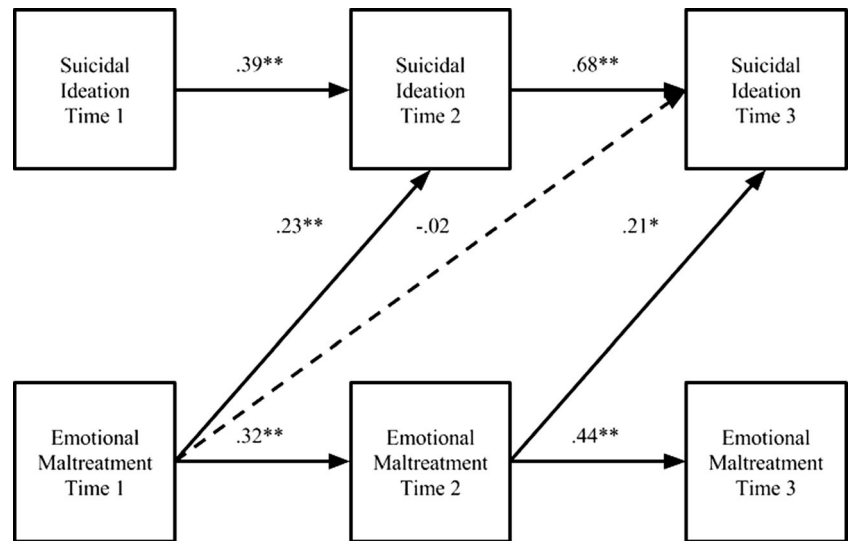 Suicidal
Ideation
Time 1
.39**
Suicidal
Ideation
Time 2
.68**
Suicidal
Ideation
Time 3
.23**
-.02
.21*
Emotional
Maltreatment
Time 1
.32**
Emotional
Maltreatment
Time 2
.44**
Emotional
Maltreatment
Time 3